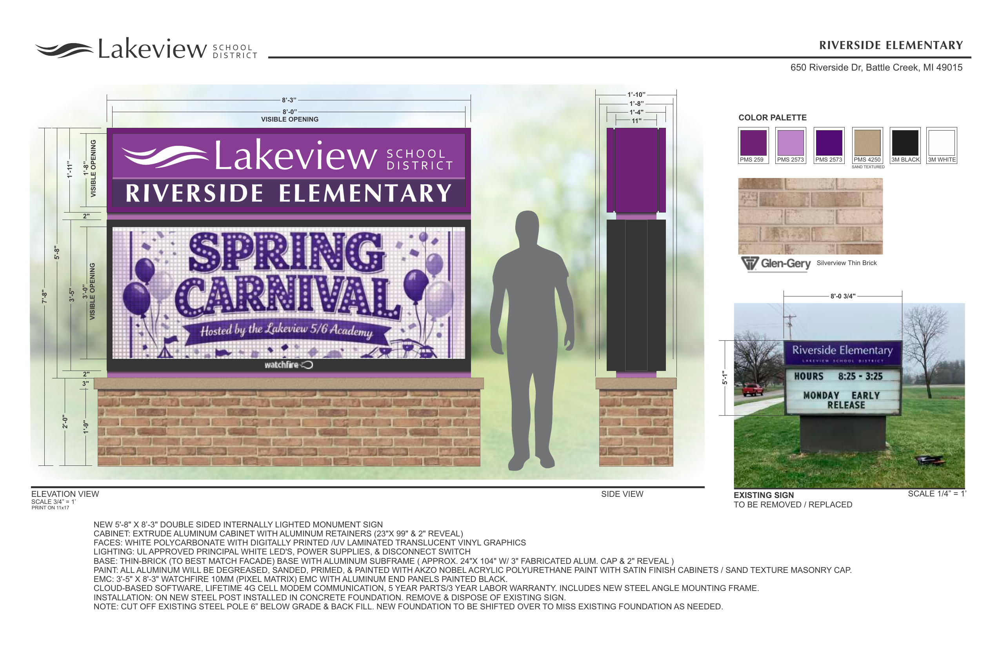 Lakeview SCHOOL DISTRICT
RIVERSIDE ELEMENTARY
650 Riverside Dr, Battle Creek, MI 49015
8’-3”
8’-0”
VISIBLE OPENING
1’-10”
1’-8”
1'-4"
11"
7'-8"
5'-8"
1’-11”
1’-8”
VISIBLE OPENING
2"
3'-5"
3’-0”
VISIBLE OPENING
2"
3"
2'-0"
1'-9"
Lakeview SCHOOL DISTRICT
RIVERSIDE ELEMENTARY
SPRING
CARNIVAL
Hosted by the Lakeview 5/6 Academy
watchfire
COLOR PALETTE
PMS 259
PMS 2573
PMS 2573
PMS 4250
3M BLACK
3M WHITE
SAND TEXTURED
Glen-Gery
Silverview Thin Brick
8'-0 3/4"
5'-1"
Riverside Elementary
LAKEVIEW SCHOOL DISTRICT
HOURS 8:25 - 3:25
MONDAY EARLY
RELEASE
ELEVATION VIEW
SCALE 3/4” = 1’
PRINT ON 11x17
SIDE VIEW
EXISTING SIGN
TO BE REMOVED / REPLACED
SCALE 1/4” = 1’
NEW 5'-8" X 8’-3" DOUBLE SIDED INTERNALLY LIGHTED MONUMENT SIGN
CABINET: EXTRUDE ALUMINUM CABINET WITH ALUMINUM RETAINERS (23"X 99" & 2" REVEAL)
FACES: WHITE POLYCARBONATE WITH DIGITALLY PRINTED /UV LAMINATED TRANSLUCENT VINYL GRAPHICS
LIGHTING: UL APPROVED PRINCIPAL WHITE LED'S, POWER SUPPLIES, & DISCONNECT SWITCH
BASE: THIN-BRICK (TO BEST MATCH FACADE) BASE WITH ALUMINUM SUBFRAME ( APPROX. 24"X 104" W/ 3" FABRICATED ALUM. CAP & 2" REVEAL )
PAINT: ALL ALUMINUM WILL BE DEGREASED, SANDED, PRIMED, & PAINTED WITH AKZO NOBEL ACRYLIC POLYURETHANE PAINT WITH SATIN FINISH CABINETS / SAND TEXTURE MASONRY CAP.
EMC: 3'-5" X 8'-3" WATCHFIRE 10MM (PIXEL MATRIX) EMC WITH ALUMINUM END PANELS PAINTED BLACK.
CLOUD-BASED SOFTWARE, LIFETIME 4G CELL MODEM COMMUNICATION, 5 YEAR PARTS/3 YEAR LABOR WARRANTY. INCLUDES NEW STEEL ANGLE MOUNTING FRAME.
INSTALLATION: ON NEW STEEL POST INSTALLED IN CONCRETE FOUNDATION. REMOVE & DISPOSE OF EXISTING SIGN.
NOTE: CUT OFF EXISTING STEEL POLE 6” BELOW GRADE & BACK FILL. NEW FOUNDATION TO BE SHIFTED OVER TO MISS EXISTING FOUNDATION AS NEEDED.